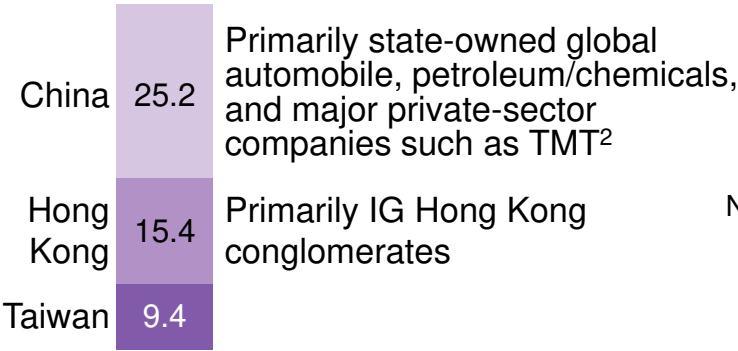 China 25.2 Primarily state-owned global
automobile, petroleum/chemicals,
and major private-sector
companies such as TMT²
Hong Kong 15.4 Primarily IG Hong Kong
conglomerates
N
Taiwan 9.4